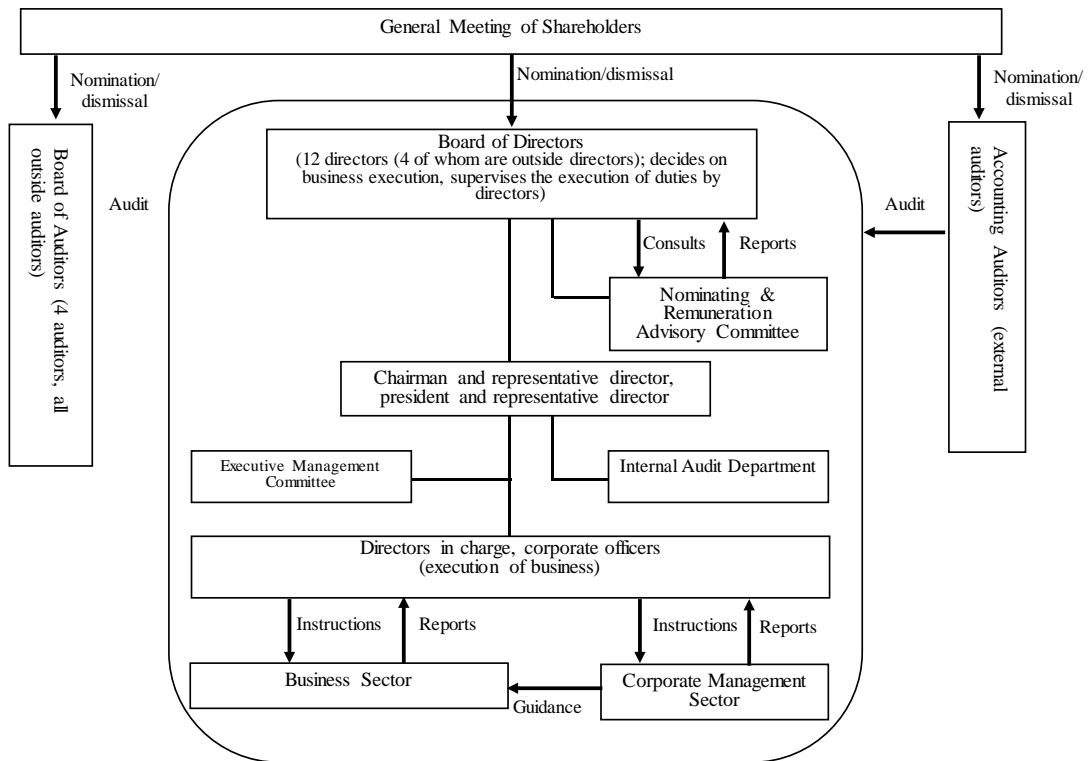 General Meeting of Shareholders
Nomination/
dismissal
Nomination/dismissal
Nomination/
dismissal
Board of Auditors (4 auditors, all
outside auditors)
Audit
Board of Directors
(12 directors (4 of whom are outside directors); decides on
business execution, supervises the execution of duties by
directors)
Audit
Accounting Auditors (external
auditors)
Consults
Reports
Nominating &
Remuneration
Advisory Committee
Chairman and representative director,
president and representative director
Executive Management
Committee
Internal Audit Department
Directors in charge, corporate officers
(execution of business)
Instructions
Reports
Instructions
Reports
Business Sector
Guidance
Corporate Management
Sector